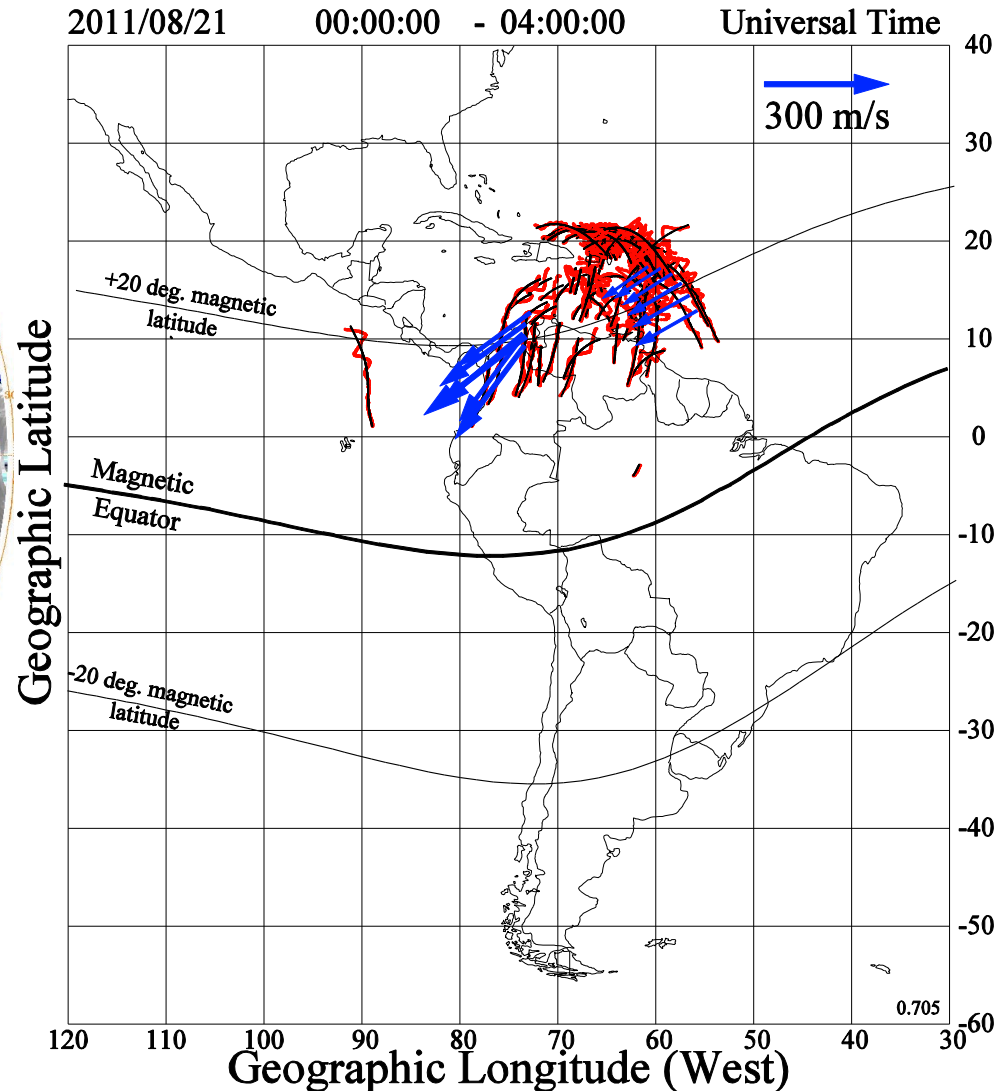 2011/08/21 00:00:00 - 04:00:00 Universal Time
300 m/s
+20 deg. magnetic
latitude
Magnetic
Equator
-20 deg. magnetic
latitude
0.705
40
30
20
10
0
-10
-20
-30
-40
-50
-60
120 110 100 90 80 70 60 50 40 30
Geographic Latitude
Geographic Longitude (West)